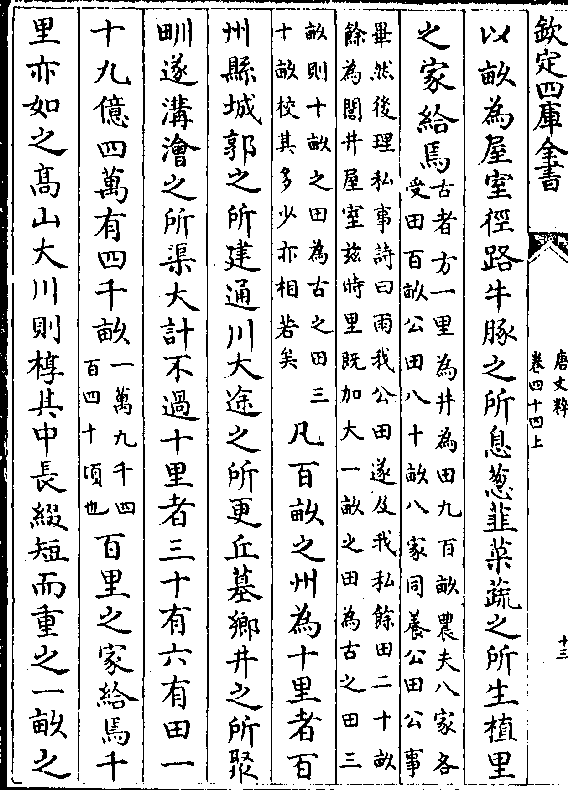 欽定四庫全書
唐文粹
卷四十四上
十三
以畝為屋室徑路牛豚之所息葱韭菜蔬之所生植里
之家給馬古者方一里為井為田九百畝農夫八家各
受田百畝公田八十畝八家同養公田公事
畢然後理私事詩曰雨我公田遂及我私餘田二十畝
餘為閭井屋室兹時里既加大一畝之田為古之田三
畝則十畝之田為古之田三
十畝校其多少亦相若矣
凡百畝之州為十里者百
州縣城郭之所建通川大途之所更丘墓鄉井之所聚
甽遂溝澮之所渠大計不過十里者三十有六有田一
十九億四萬有四千畝
一萬九千四
百四十頃也
百里之家給馬千
里亦如之高山大川則椁其中長綴短而重之一畝之